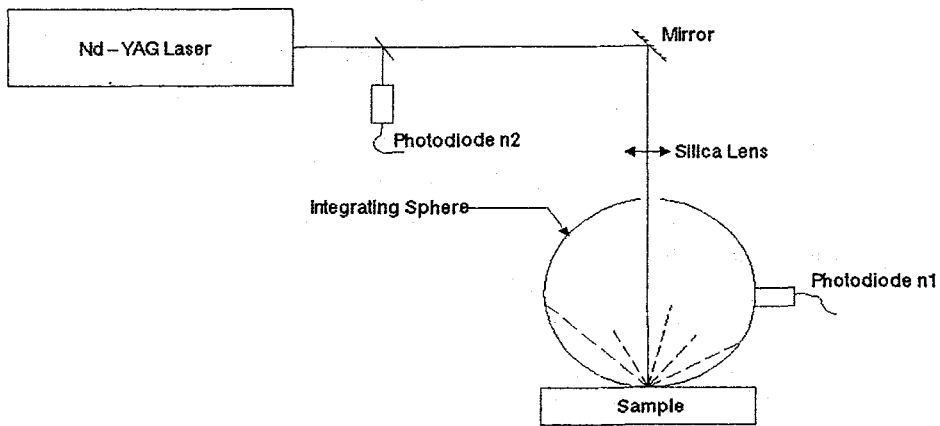 Nd - YAG Laser
Mirror
Photodiode n2
Silica Lens
Integrating Sphere
Photodiode n1
Sample